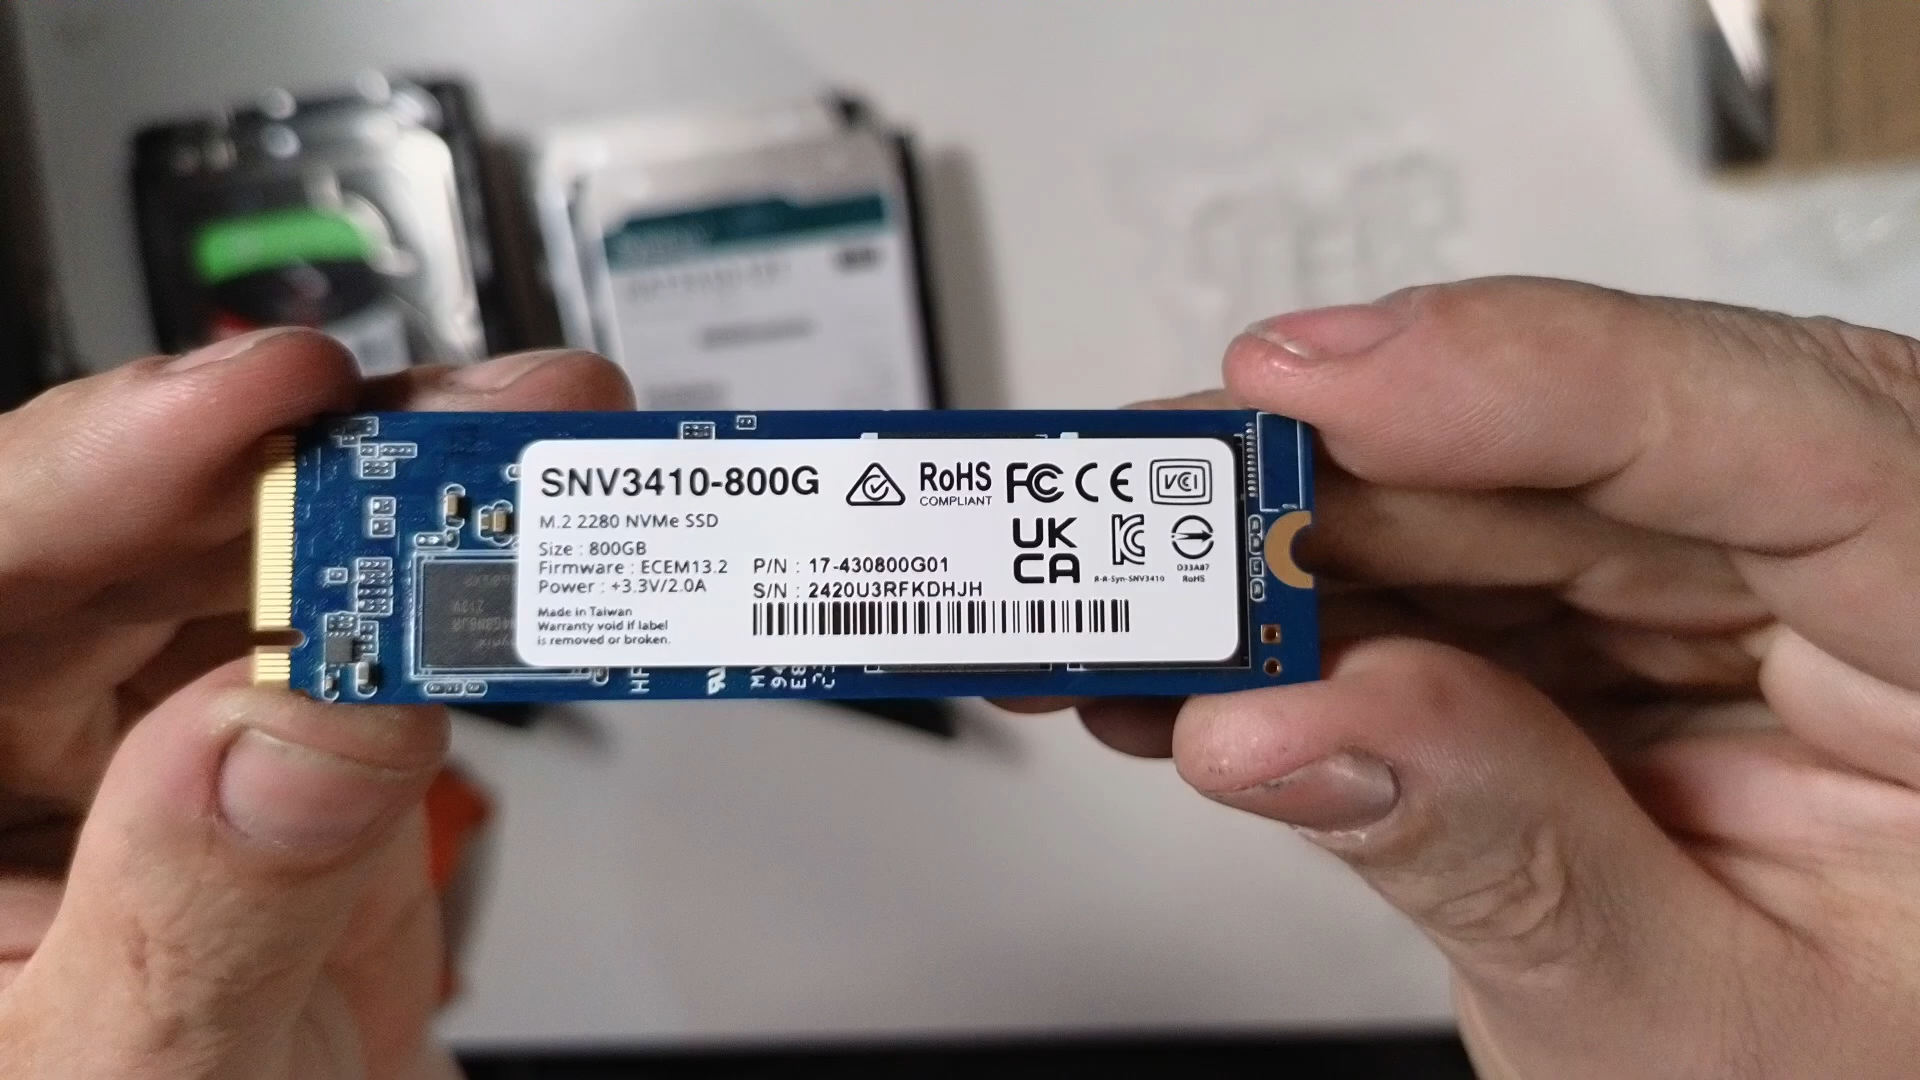 SNV3410-800G
RoHS
COMPLIANT
FC CE VCI
M.2 2280 NVMe SSD
Size : 800GB
Firmware : ECEM13.2
Power : +3.3V/2.0A
P/N : 17-430800G01
S/N : 2420U3RFKDHJH
UK
CA
R-R-Syn-SNV3410
D33A87
RoHS
Made in Taiwan
Warranty void if label
is removed or broken.